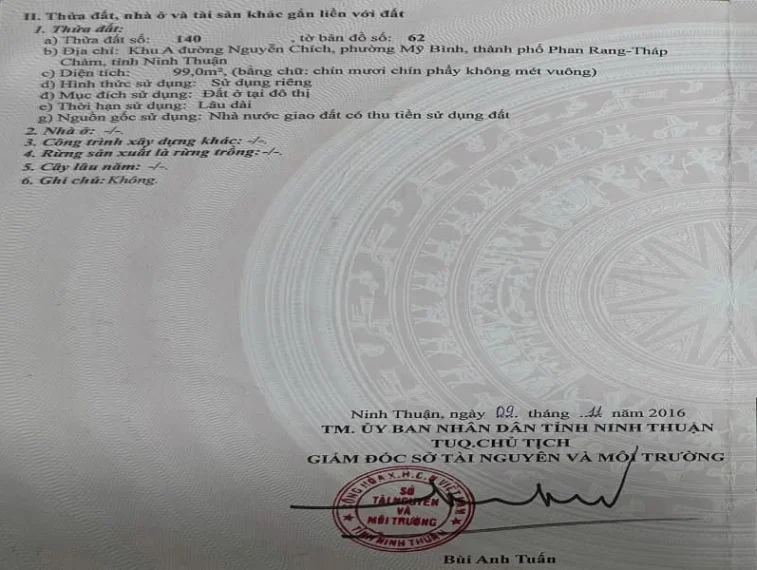 II. Thửa đất, nhà ở và tài sản khác gắn liền với đất
1. Thửa đất:
a) Thửa đất số: 140 , tờ bản đồ số: 62
b) Địa chỉ: Khu A đường Nguyễn Chích, phường Mỹ Bình, thành phố Phan Rang-Tháp
Chàm, tỉnh Ninh Thuận
c) Diện tích: 99,0m², (bằng chữ: chín mươi chín phẩy không mét vuông)
d) Hình thức sử dụng: Sử dụng riêng
đ) Mục đích sử dụng: Đất ở tại đô thị
e) Thời hạn sử dụng: Lâu dài
g) Nguồn gốc sử dụng: Nhà nước giao đất có thu tiền sử dụng đất
2. Nhà ở: -/-.
3. Công trình xây dựng khác: -/-.
4. Rừng sản xuất là rừng trồng: -/-.
5. Cây lâu năm: -/-.
6. Ghi chú: Không.
Ninh Thuận, ngày 02. tháng .11 năm 2016
TM. ỦY BAN NHÂN DÂN TỈNH NINH THUẬN
TUQ.CHỦ TỊCH
GIÁM ĐỐC SỞ TÀI NGUYÊN VÀ MÔI TRƯỜNG
CỘNG HÒA X.H.C.N VIỆT NAM
SỞ
TÀI NGUYÊN
VÀ
MÔI TRƯỜNG
TỈNH NINH THUẬN
Bùi Anh Tuấn